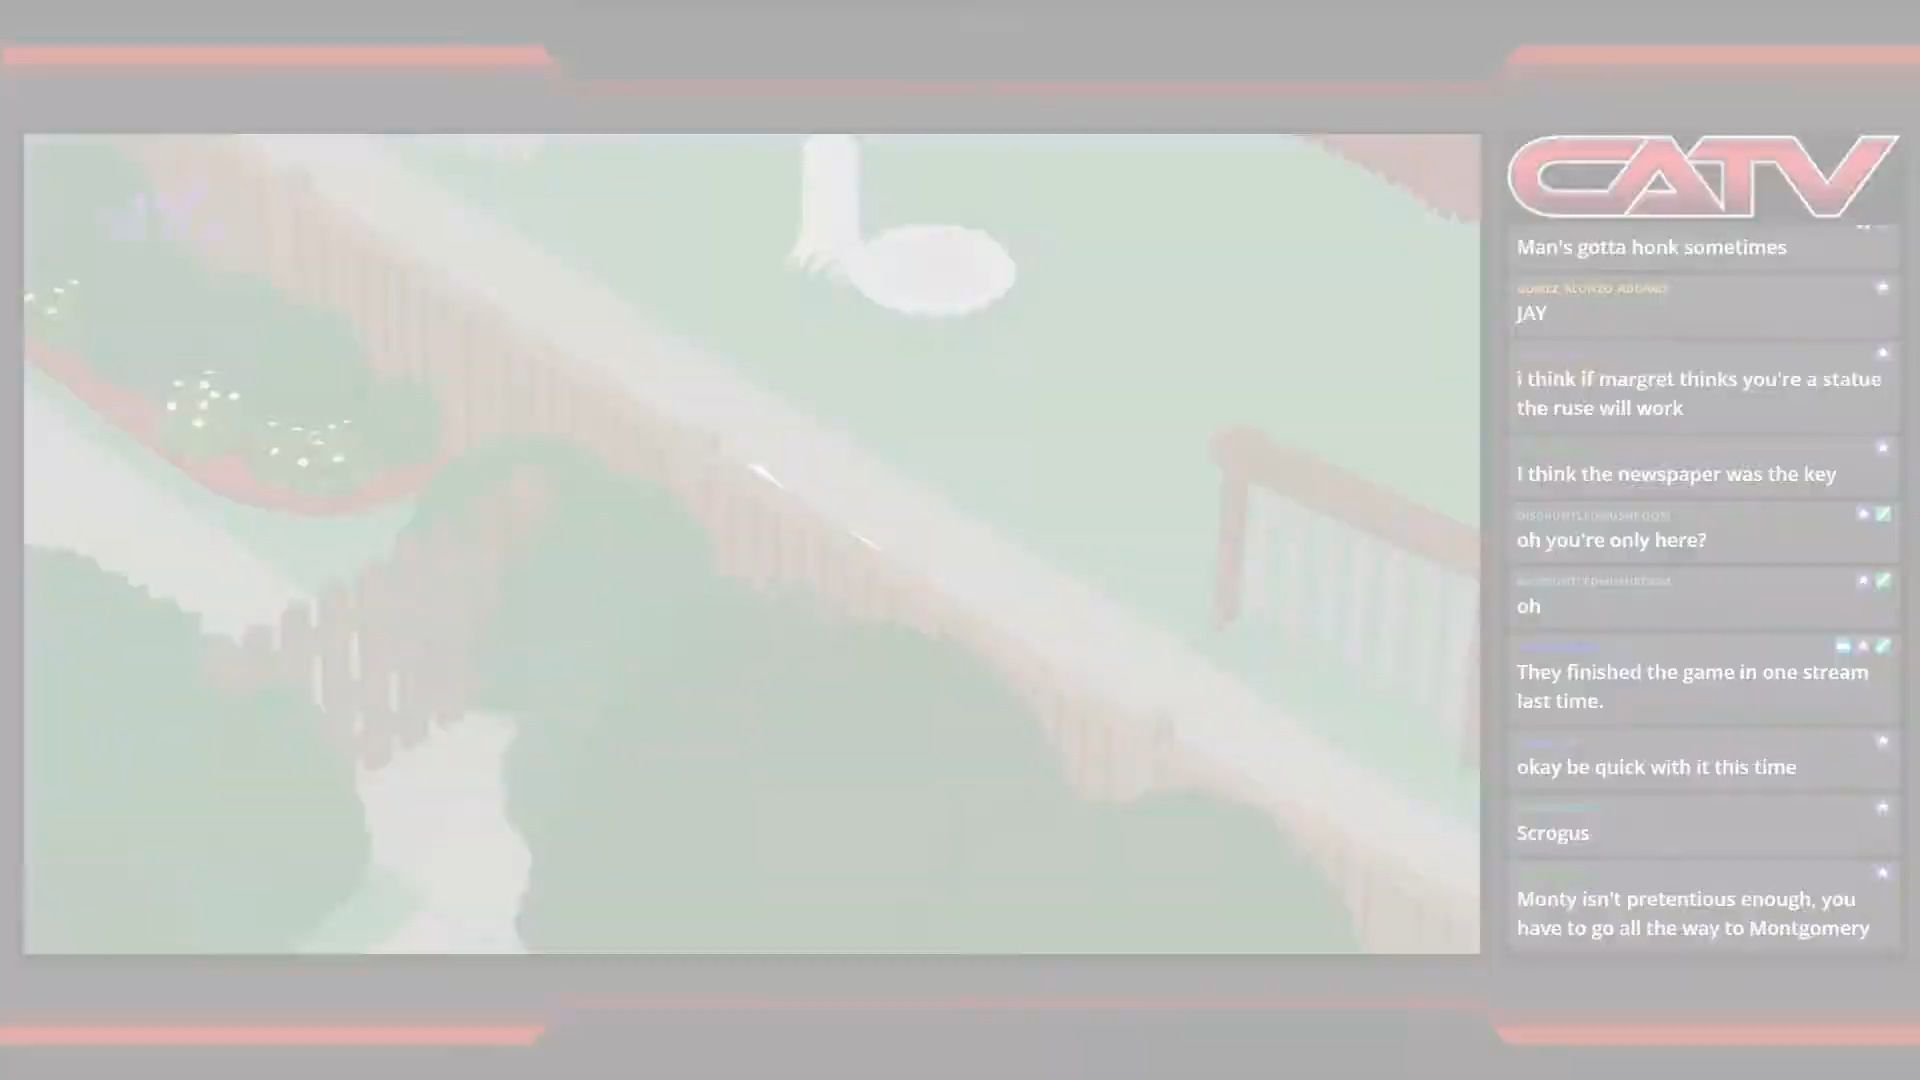 CATV
Man's gotta honk sometimes
JAY
i think if margret thinks you're a statue
the ruse will work
I think the newspaper was the key
oh you're only here?
oh
They finished the game in one stream
last time.
okay be quick with it this time
Scrogus
Monty isn't pretentious enough, you
have to go all the way to Montgomery